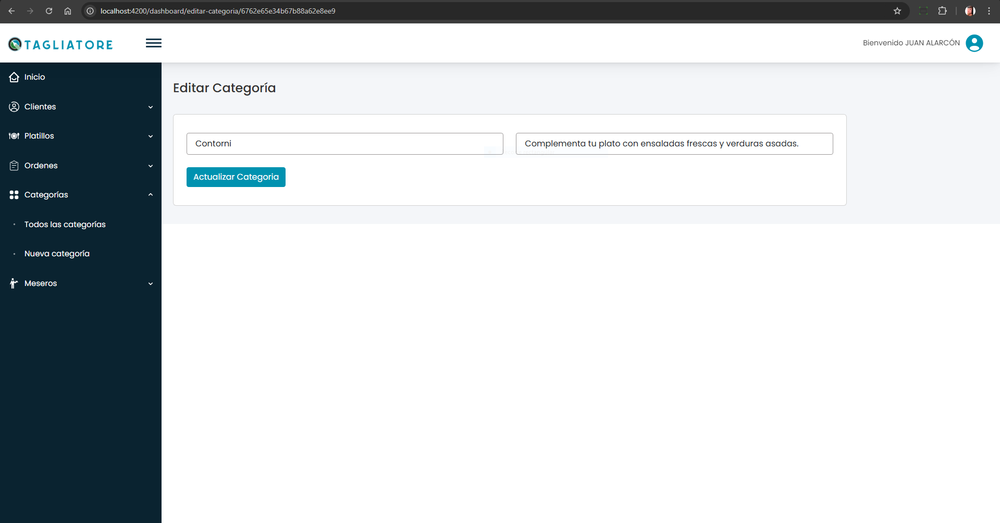 localhost:4200/dashboard/editar-categoria/6762e65e34b67b88a62e8ee9
TAGLIATORE
Bienvenido JUAN ALARCÓN
Inicio
Clientes
Platillos
Ordenes
Categorías
Todos las categorías
Nueva categoría
Meseros
Editar Categoría
Contorni
Complementa tu plato con ensaladas frescas y verduras asadas.
Actualizar Categoria